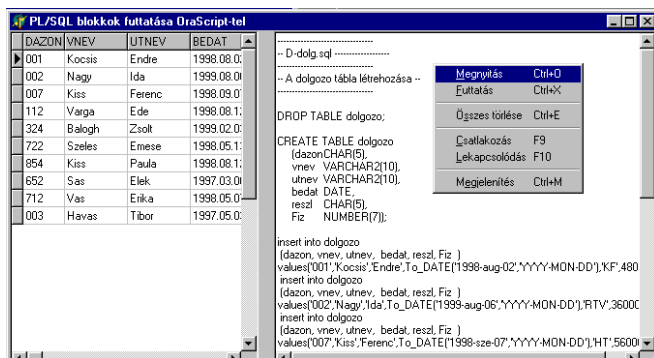 PL/SQL blokkok futtatása OraScript-tel
DAZON VNEV UTNEV BEDAT
001 Kocsis Endre 1998.08.0
002 Nagy Ida 1999.08.0
007 Kiss Ferenc 1998.09.0
112 Varga Ede 1998.08.1
324 Balogh Zsolt 1999.02.0
722 Szeles Emese 1998.05.1
854 Kiss Paula 1998.08.1
652 Sas Elek 1997.03.0
712 Vas Erika 1998.05.0
003 Havas Tibor 1997.05.0
--------------------------------
-- D-dolg.sql -------------------
--------------------------------
-- A dolgozo tábla létrehozása --
--------------------------------
DROP TABLE dolgozo;
CREATE TABLE dolgozo
(dazonCHAR(5),
vnev VARCHAR2(10),
utnev VARCHAR2(10),
bedat DATE,
reszl CHAR(5),
Fiz NUMBER(7));
insert into dolgozo
(dazon, vnev, utnev, bedat, reszl, Fiz )
values('001','Kocsis','Endre',To_DATE('1998-aug-02','YYYY-MON-DD'),'KF',480
insert into dolgozo
(dazon, vnev, utnev, bedat, reszl, Fiz )
values('002','Nagy','Ida',To_DATE('1999-aug-06','YYYY-MON-DD'),'RTV',36000
insert into dolgozo
(dazon, vnev, utnev, bedat, reszl, Fiz )
values('007','Kiss','Ferenc',To_DATE('1998-sze-07','YYYY-MON-DD'),'HT',5600
Megnyitás Ctrl+O
Futtatás Ctrl+X
Összes törlése Ctrl+E
Csatlakozás F9
Lekapcsolódás F10
Megjelenítés Ctrl+M